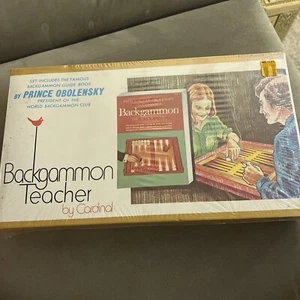 SET INCLUDES THE FAMOUS
BACKGAMMON GUIDE BOOK
BY PRINCE OBOLENSKY
PRESIDENT OF THE
WORLD BACKGAMMON CLUB
Backgammon
Backgammon
Teacher
by Cardinal